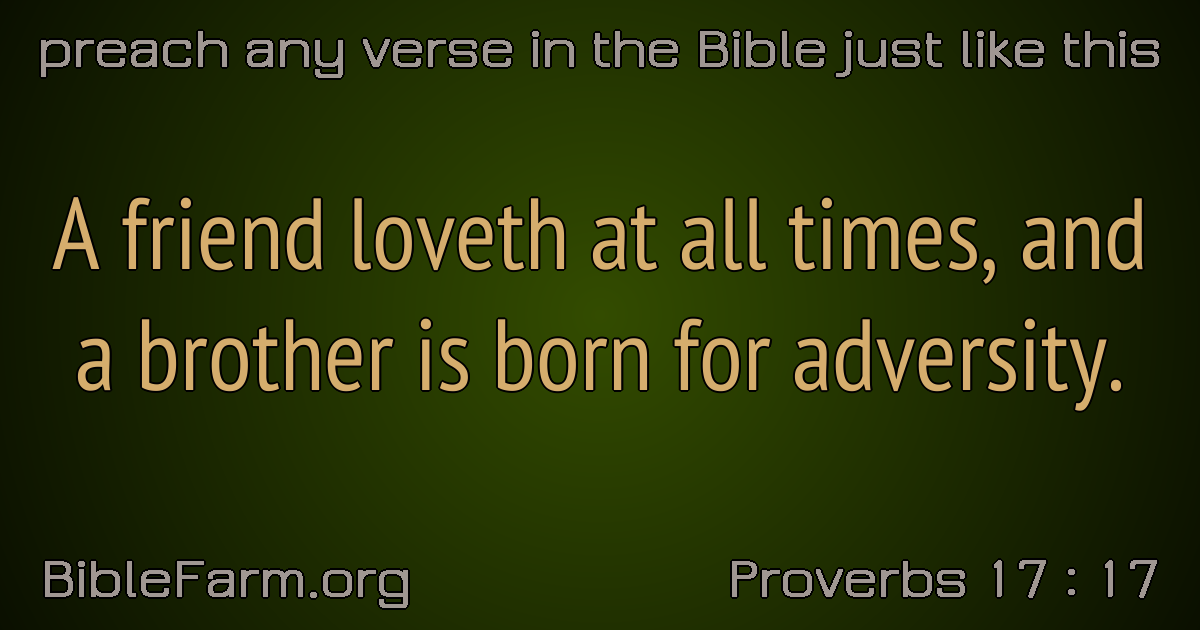 preach any verse in the Bible just like this
A friend loveth at all times, and
a brother is born for adversity.
BibleFarm.org
Proverbs 17 : 17